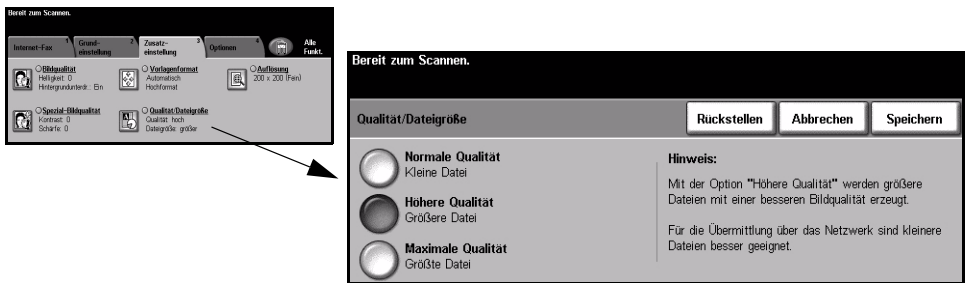 Bereit zum Scannen.
Internet-Fax 1
Grund-einstellung 2
Zusatz-einstellung 3
Optionen 4
Alle Funkt.
Bildqualität
Helligkeit: 0
Hintergrundunterdr.: Ein
Vorlagenformat
Automatisch
Hochformat
Auflösung
200 x 200 (Fein)
Spezial-Bildqualität
Kontrast: 0
Schärfe: 0
Qualität/Dateigröße
Qualität: hoch
Dateigröße: größer
Bereit zum Scannen.
Qualität/Dateigröße
Rückstellen
Abbrechen
Speichern
Normale Qualität
Kleine Datei
Höhere Qualität
Größere Datei
Maximale Qualität
Größte Datei
Hinweis:
Mit der Option "Höhere Qualität" werden größere
Dateien mit einer besseren Bildqualität erzeugt.
Für die Übermittlung über das Netzwerk sind kleinere
Dateien besser geeignet.